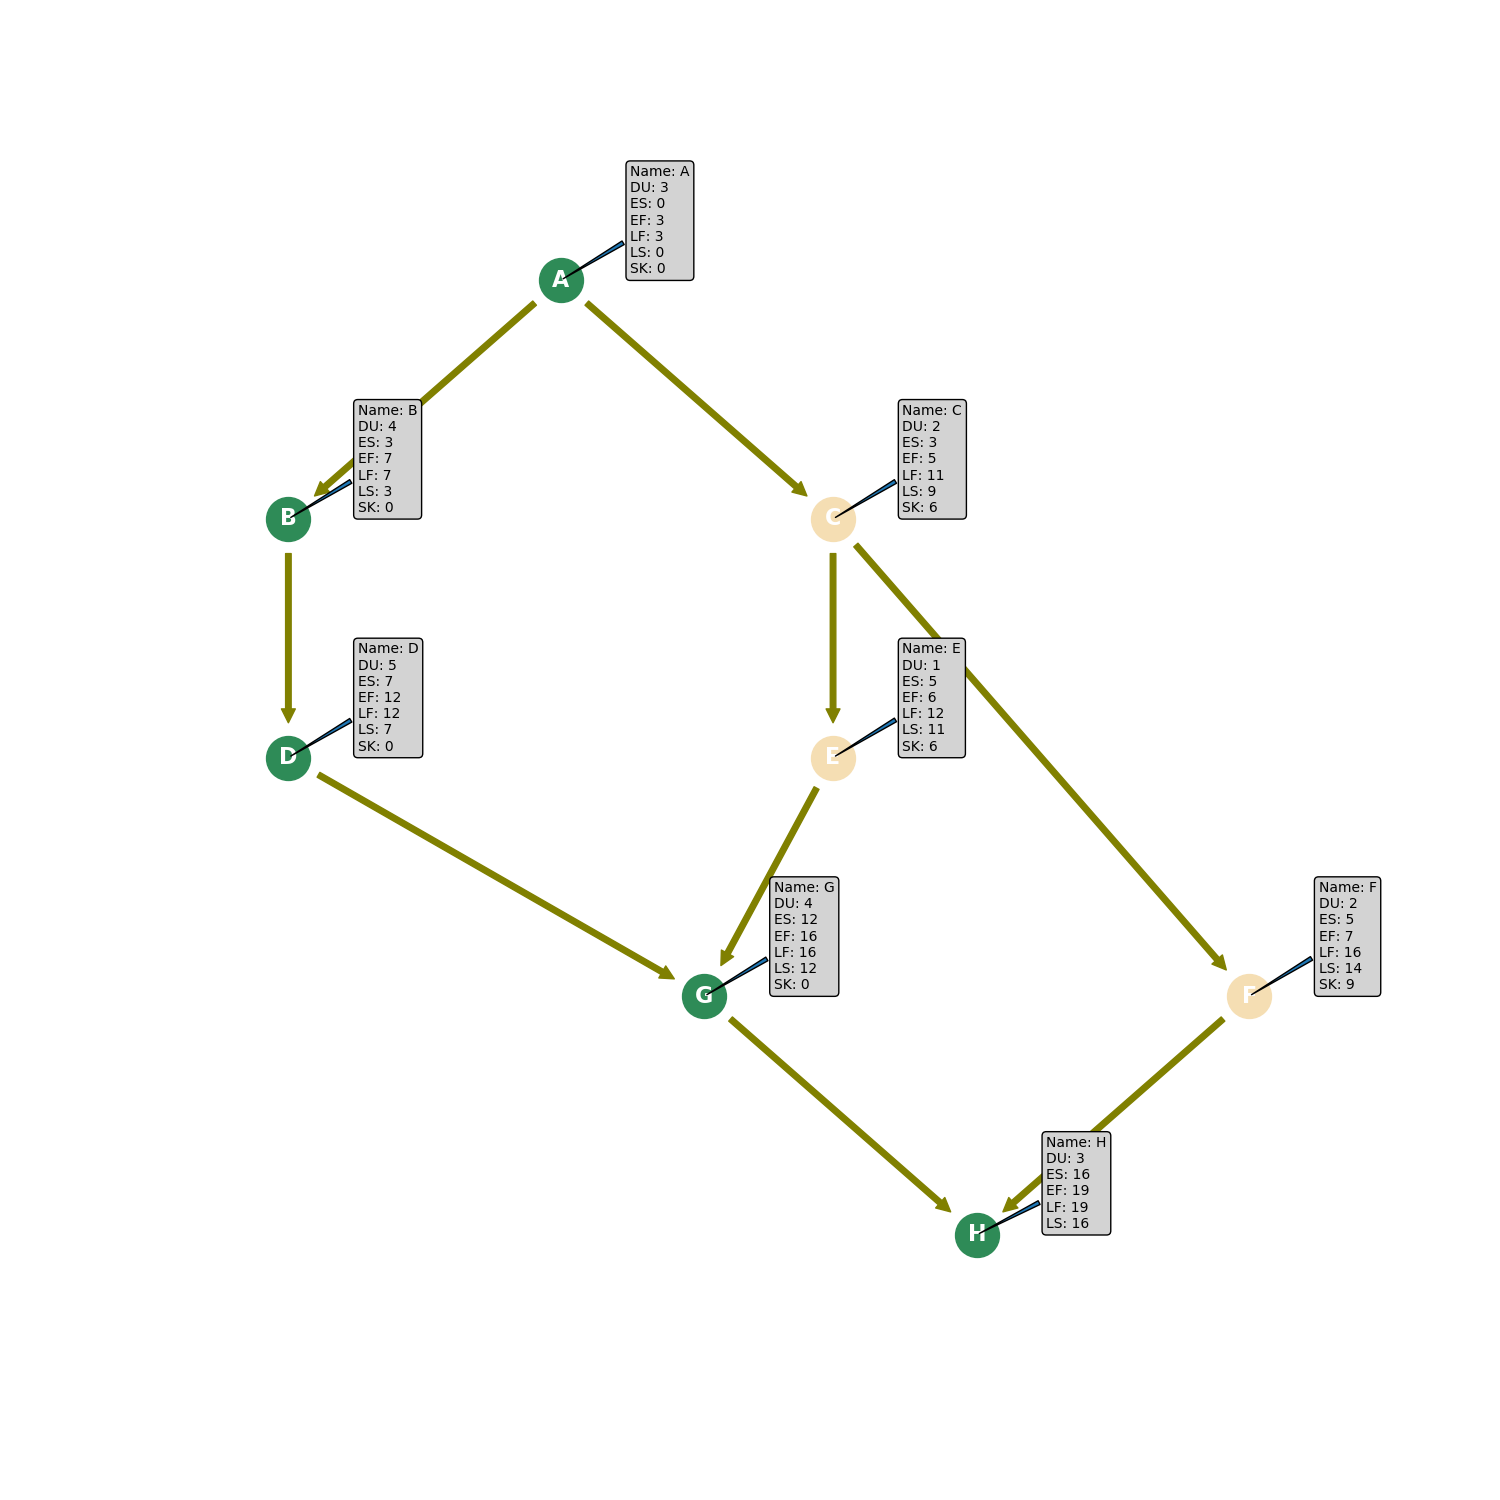 Name: A
DU: 3
ES: 0
EF: 3
LF: 3
LS: 0
SK: 0
A
Name: B
DU: 4
ES: 3
EF: 7
LF: 7
LS: 3
SK: 0
B
Name: C
DU: 2
ES: 3
EF: 5
LF: 11
LS: 9
SK: 6
C
Name: D
DU: 5
ES: 7
EF: 12
LF: 12
LS: 7
SK: 0
D
Name: E
DU: 1
ES: 5
EF: 6
LF: 12
LS: 11
SK: 6
E
Name: G
DU: 4
ES: 12
EF: 16
LF: 16
LS: 12
SK: 0
G
Name: F
DU: 2
ES: 5
EF: 7
LF: 16
LS: 14
SK: 9
F
Name: H
DU: 3
ES: 16
EF: 19
LF: 19
LS: 16
H